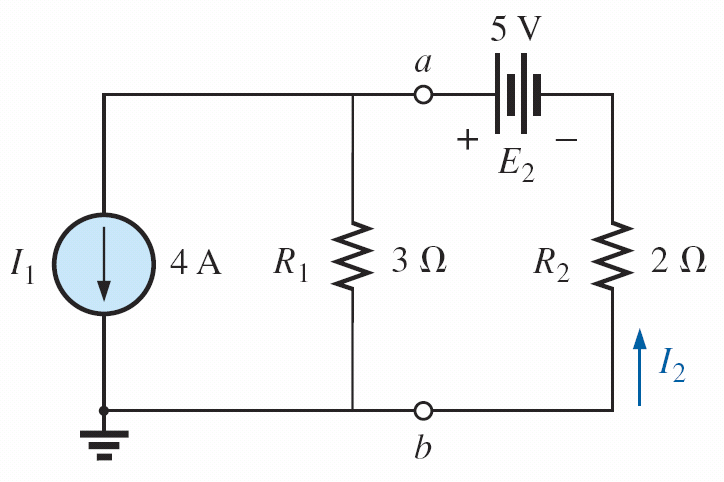 5 V
a
+ −
E₂
I₁ 4 A R₁ 3 Ω R₂ 2 Ω
I₂
b